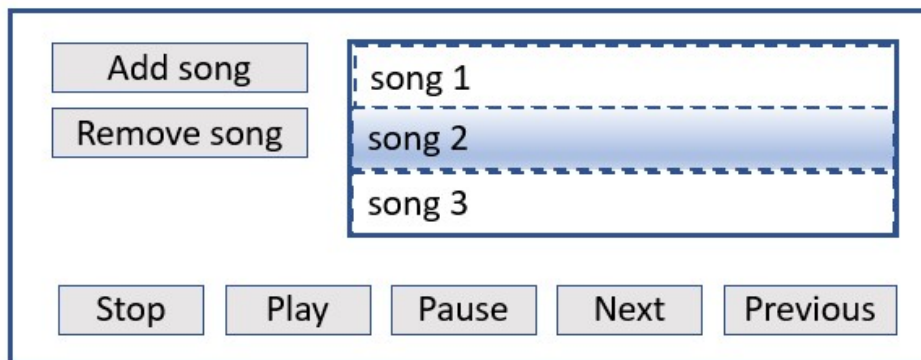 Add song
Remove song
song 1
song 2
song 3
Stop
Play
Pause
Next
Previous